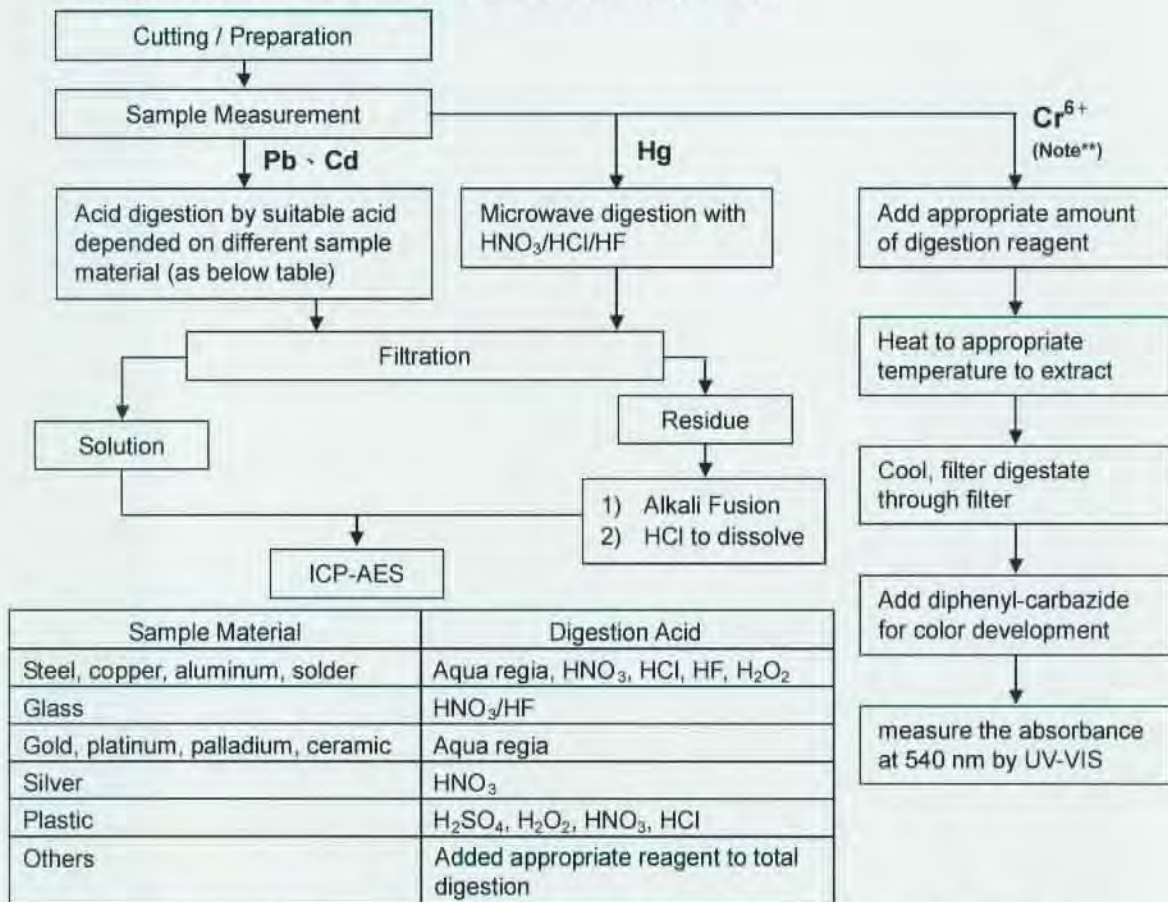 Cutting / Preparation
Sample Measurement
Pb、Cd
Hg
Cr⁶⁺
(Note**)
Acid digestion by suitable acid
depended on different sample
material (as below table)
Microwave digestion with
HNO₃/HCl/HF
Add appropriate amount
of digestion reagent
Filtration
Heat to appropriate
temperature to extract
Solution
Residue
Cool, filter digestate
through filter
1) Alkali Fusion
2) HCl to dissolve
ICP-AES
Add diphenyl-carbazide
for color development
measure the absorbance
at 540 nm by UV-VIS
Sample Material Digestion Acid
Steel, copper, aluminum, solder Aqua regia, HNO₃, HCl, HF, H₂O₂
Glass HNO₃/HF
Gold, platinum, palladium, ceramic Aqua regia
Silver HNO₃
Plastic H₂SO₄, H₂O₂, HNO₃, HCl
Others Added appropriate reagent to total
digestion